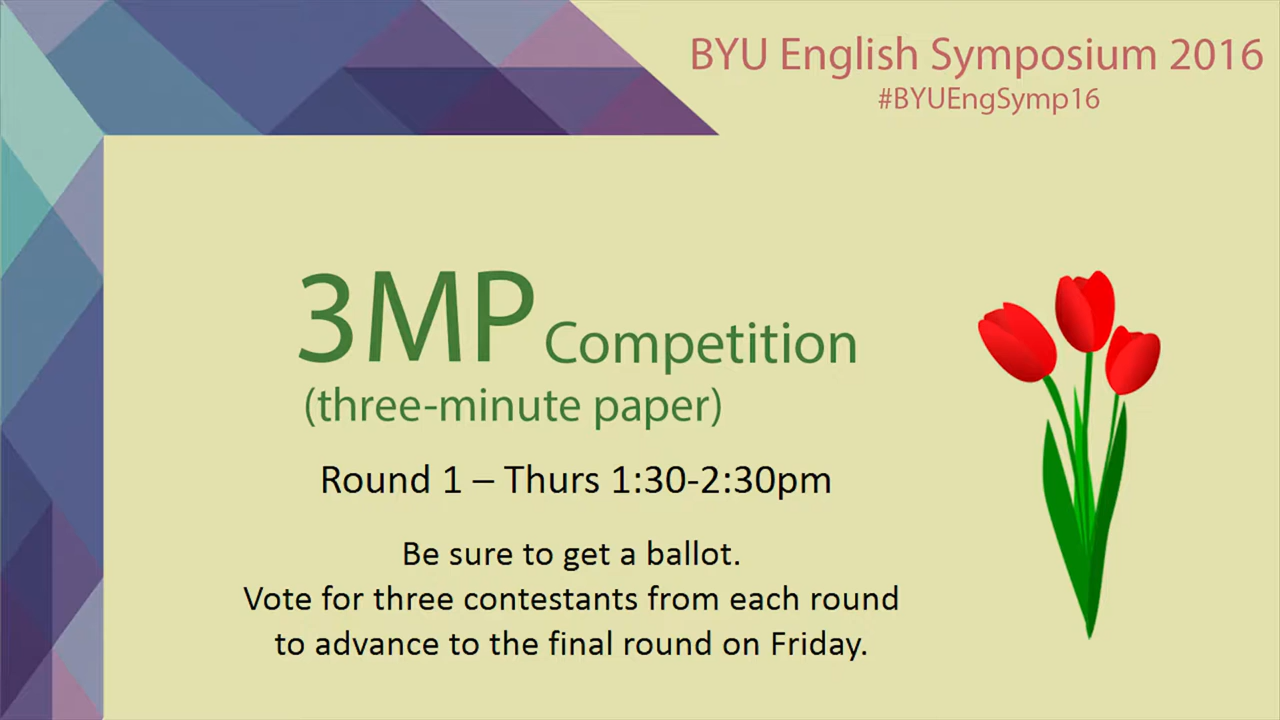 BYU English Symposium 2016
#BYUEngSymp16
3MP Competition
(three-minute paper)
Round 1 – Thurs 1:30-2:30pm
Be sure to get a ballot.
Vote for three contestants from each round
to advance to the final round on Friday.